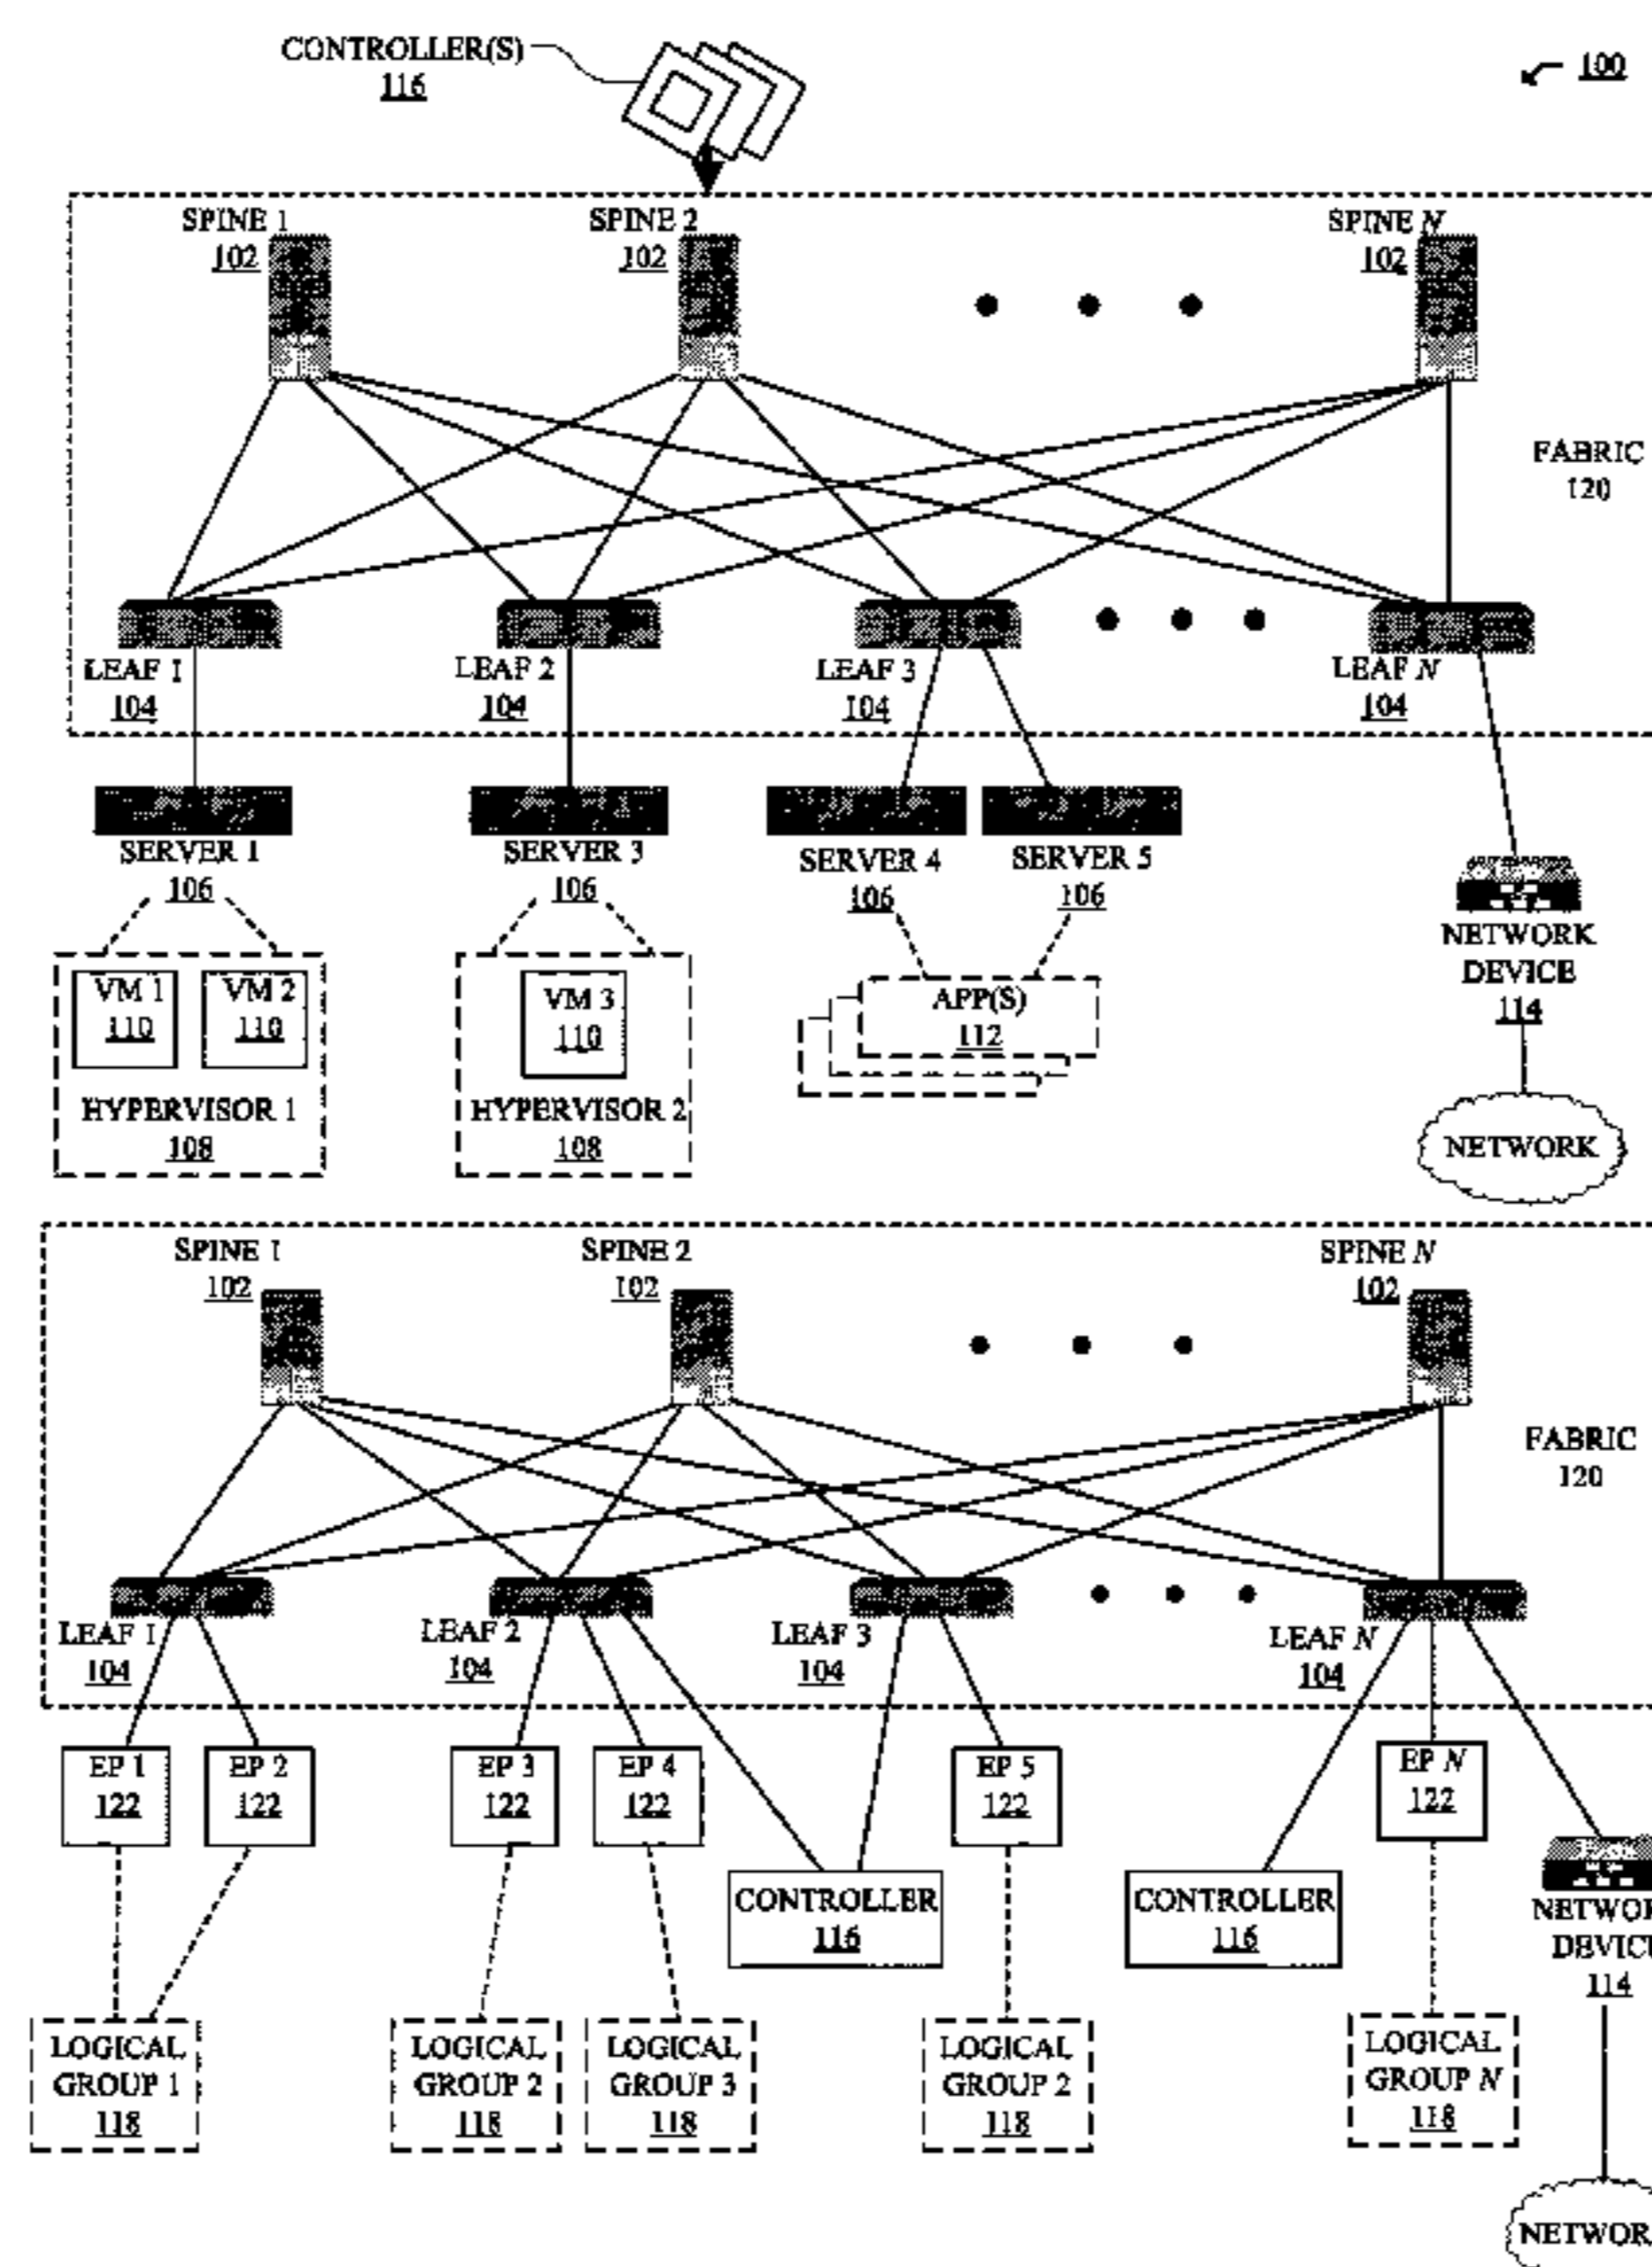 CONTROLLER(S)
116
100
SPINE 1
102
SPINE 2
102
SPINE N
102
FABRIC
120
LEAF 1
104
LEAF 2
104
LEAF 3
104
LEAF N
104
SERVER 1
106
SERVER 3
106
SERVER 4
106
SERVER 5
106
NETWORK
DEVICE
114
VM 1
110
VM 2
110
HYPERVISOR 1
108
VM 3
110
HYPERVISOR 2
108
APP(S)
112
NETWORK
SPINE 1
102
SPINE 2
102
SPINE N
102
FABRIC
120
LEAF 1
104
LEAF 2
104
LEAF 3
104
LEAF N
104
EP 1
122
EP 2
122
EP 3
122
EP 4
122
EP 5
122
EP N
122
CONTROLLER
116
CONTROLLER
116
NETWOR
DEVIC
114
LOGICAL
GROUP 1
118
LOGICAL
GROUP 2
118
LOGICAL
GROUP 3
118
LOGICAL
GROUP 2
118
LOGICAL
GROUP N
118
NETWOR